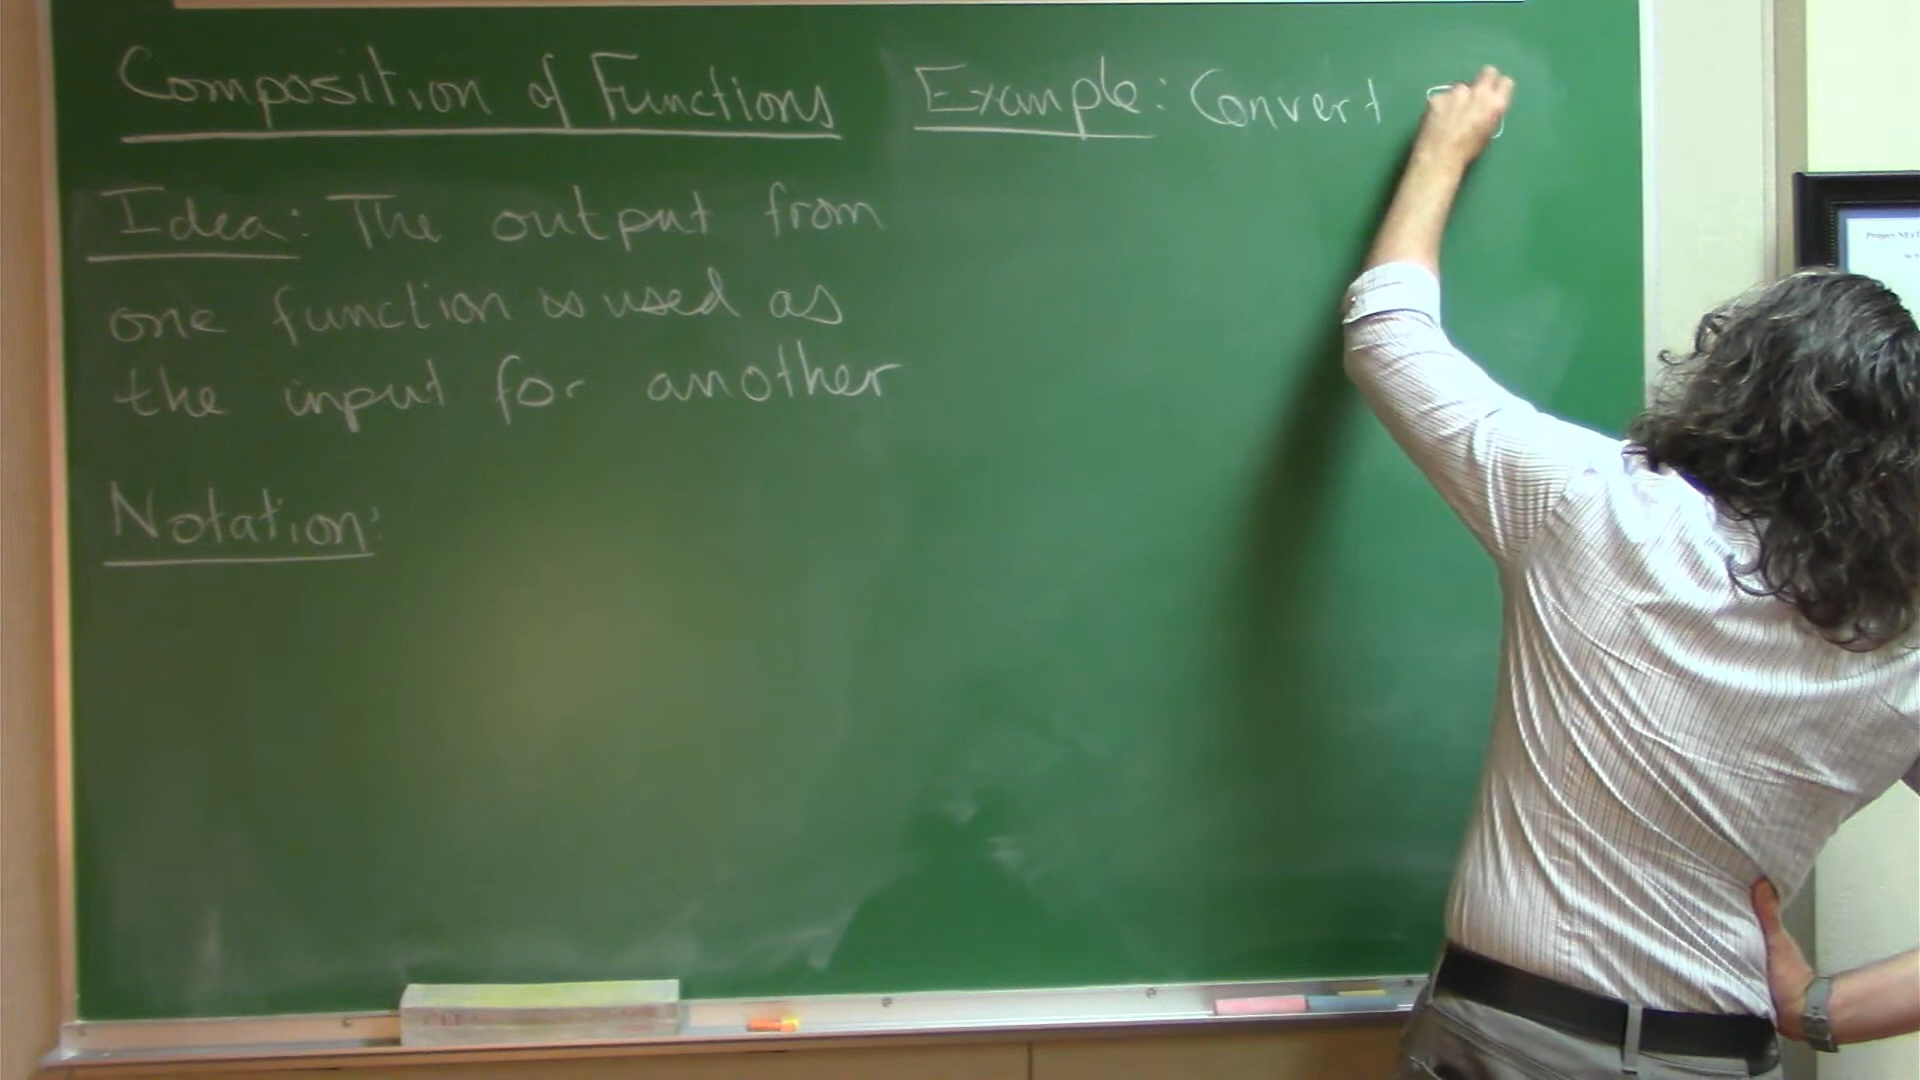 Composition of Functions
Idea: The output from
one function is used as
the input for another
Notation:
Example: Convert